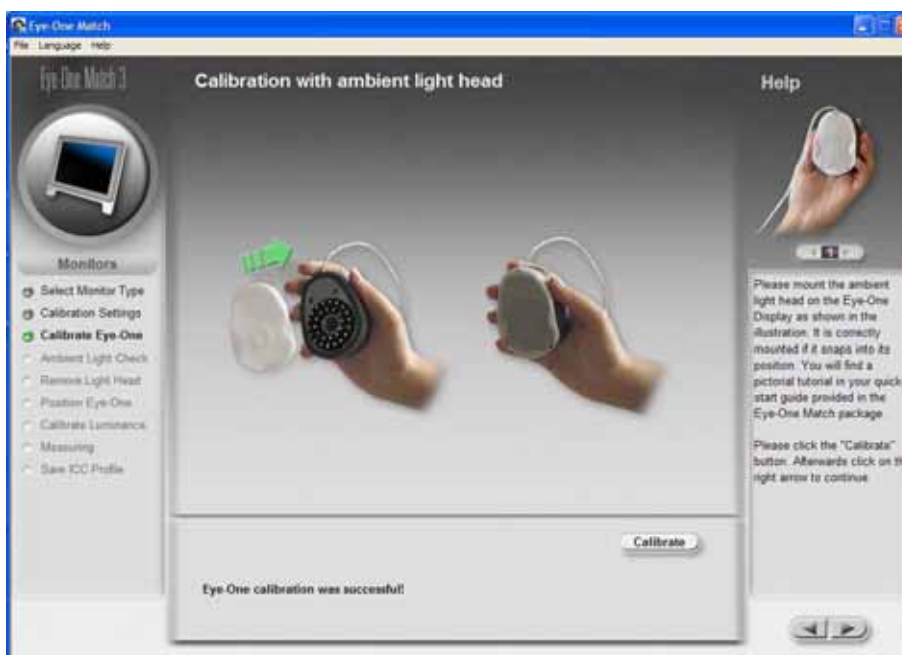 Eye-One Match
File Language Help
Eye-One Match 3
Monitors
Select Monitor Type
Calibration Settings
Calibrate Eye-One
Ambient Light Check
Remove Light Head
Position Eye-One
Calibrate Luminance
Measuring
Save ICC Profile
Calibration with ambient light head
Calibrate
Eye-One calibration was successful!
Help
Please mount the ambient
light head on the Eye-One
Display as shown in the
illustration. It is correctly
mounted if it snaps into its
position. You will find a
pictorial tutorial in your quick
start guide provided in the
Eye-One Match package.
Please click the "Calibrate"
button. Afterwards click on th
right arrow to continue